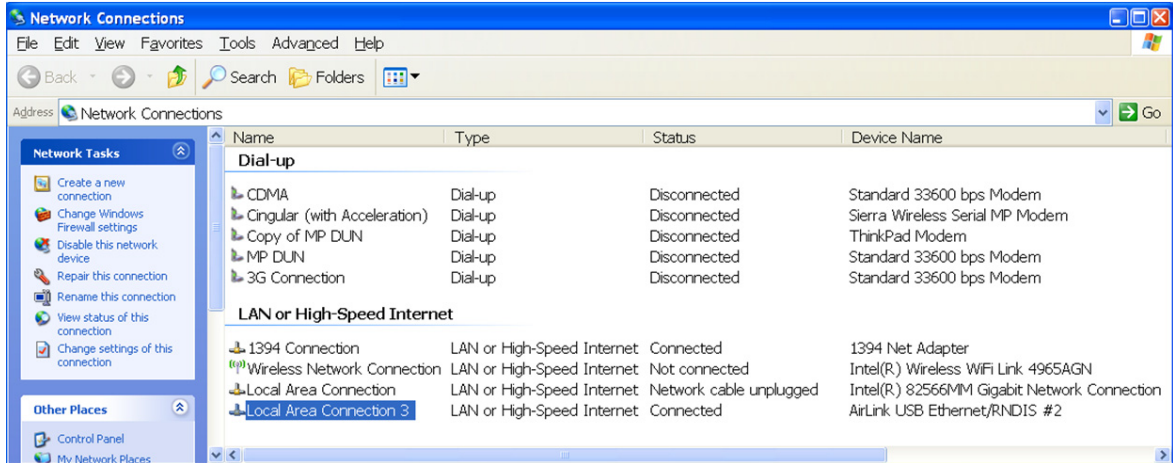 Network Connections
File Edit View Favorites Tools Advanced Help
Back Search Folders
Address Network Connections Go
Network Tasks
Create a new
connection
Change Windows
Firewall settings
Disable this network
device
Repair this connection
Rename this connection
View status of this
connection
Change settings of this
connection
Other Places
Control Panel
My Network Places
Name Type Status Device Name
Dial-up
CDMA Dial-up Disconnected Standard 33600 bps Modem
Cingular (with Acceleration) Dial-up Disconnected Sierra Wireless Serial MP Modem
Copy of MP DUN Dial-up Disconnected ThinkPad Modem
MP DUN Dial-up Disconnected Standard 33600 bps Modem
3G Connection Dial-up Disconnected Standard 33600 bps Modem
LAN or High-Speed Internet
1394 Connection LAN or High-Speed Internet Connected 1394 Net Adapter
Wireless Network Connection LAN or High-Speed Internet Not connected Intel(R) Wireless WiFi Link 4965AGN
Local Area Connection LAN or High-Speed Internet Network cable unplugged Intel(R) 82566MM Gigabit Network Connection
Local Area Connection 3 LAN or High-Speed Internet Connected AirLink USB Ethernet/RNDIS #2